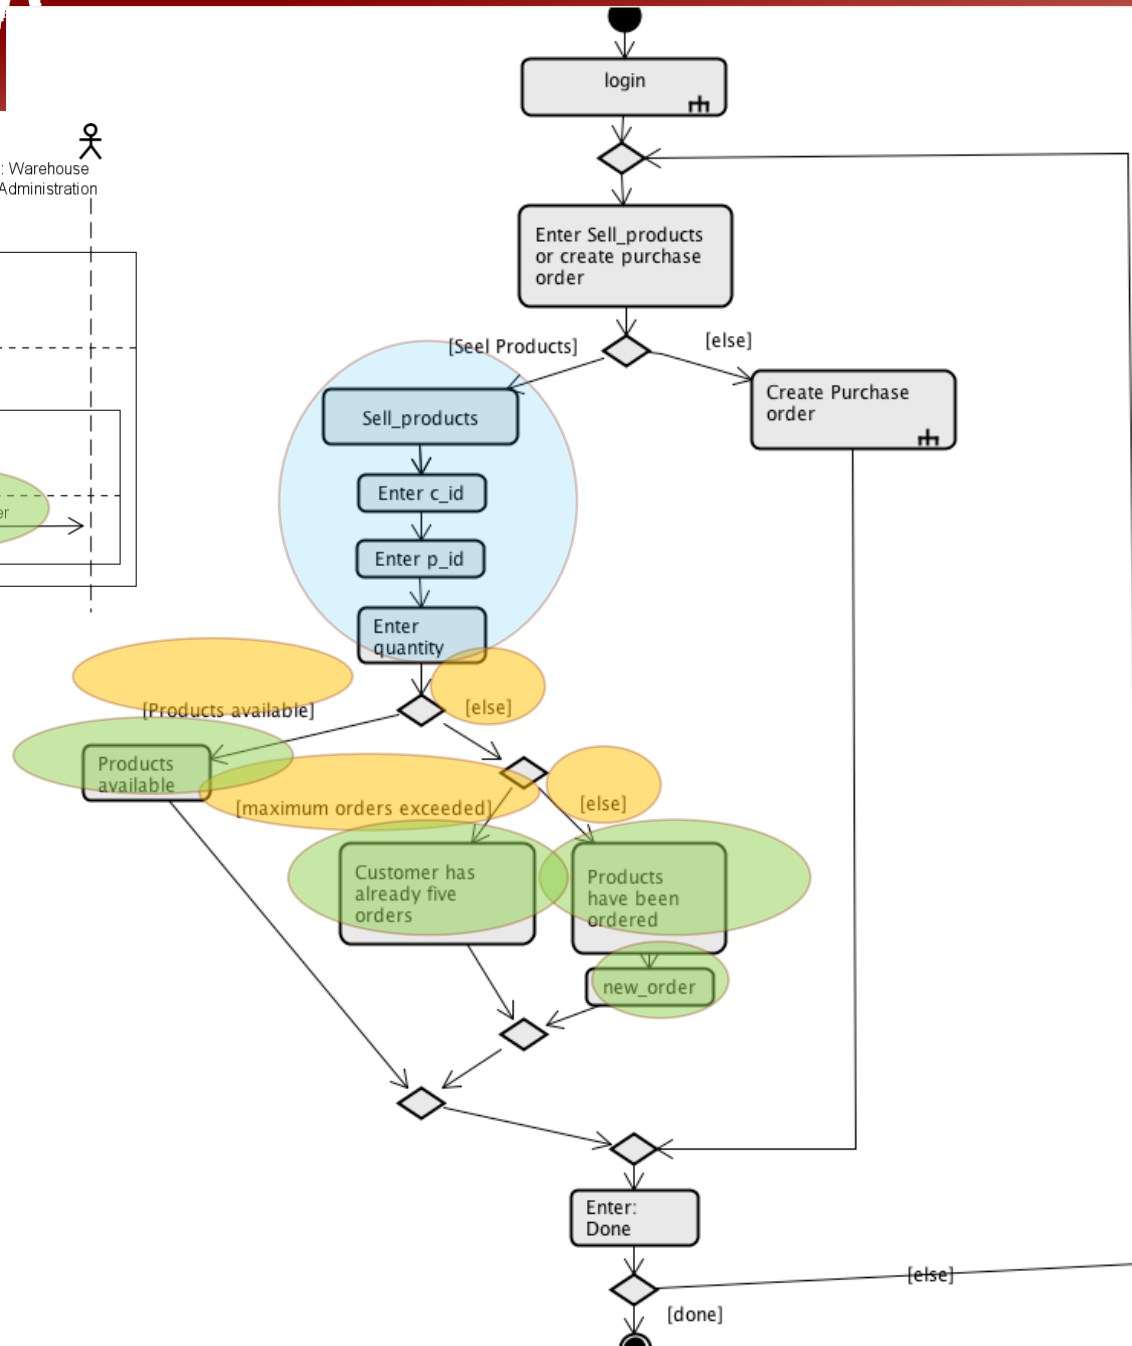 login
: Warehouse
Administration
Enter Sell_products
or create purchase
order
[Seel Products]
[else]
Create Purchase
order
Sell_products
Enter c_id
er
Enter p_id
Enter
quantity
[Products available]
[else]
Products
available
[maximum orders exceeded]
[else]
Customer has
already five
orders
Products
have been
ordered
new_order
Enter:
Done
[else]
[done]